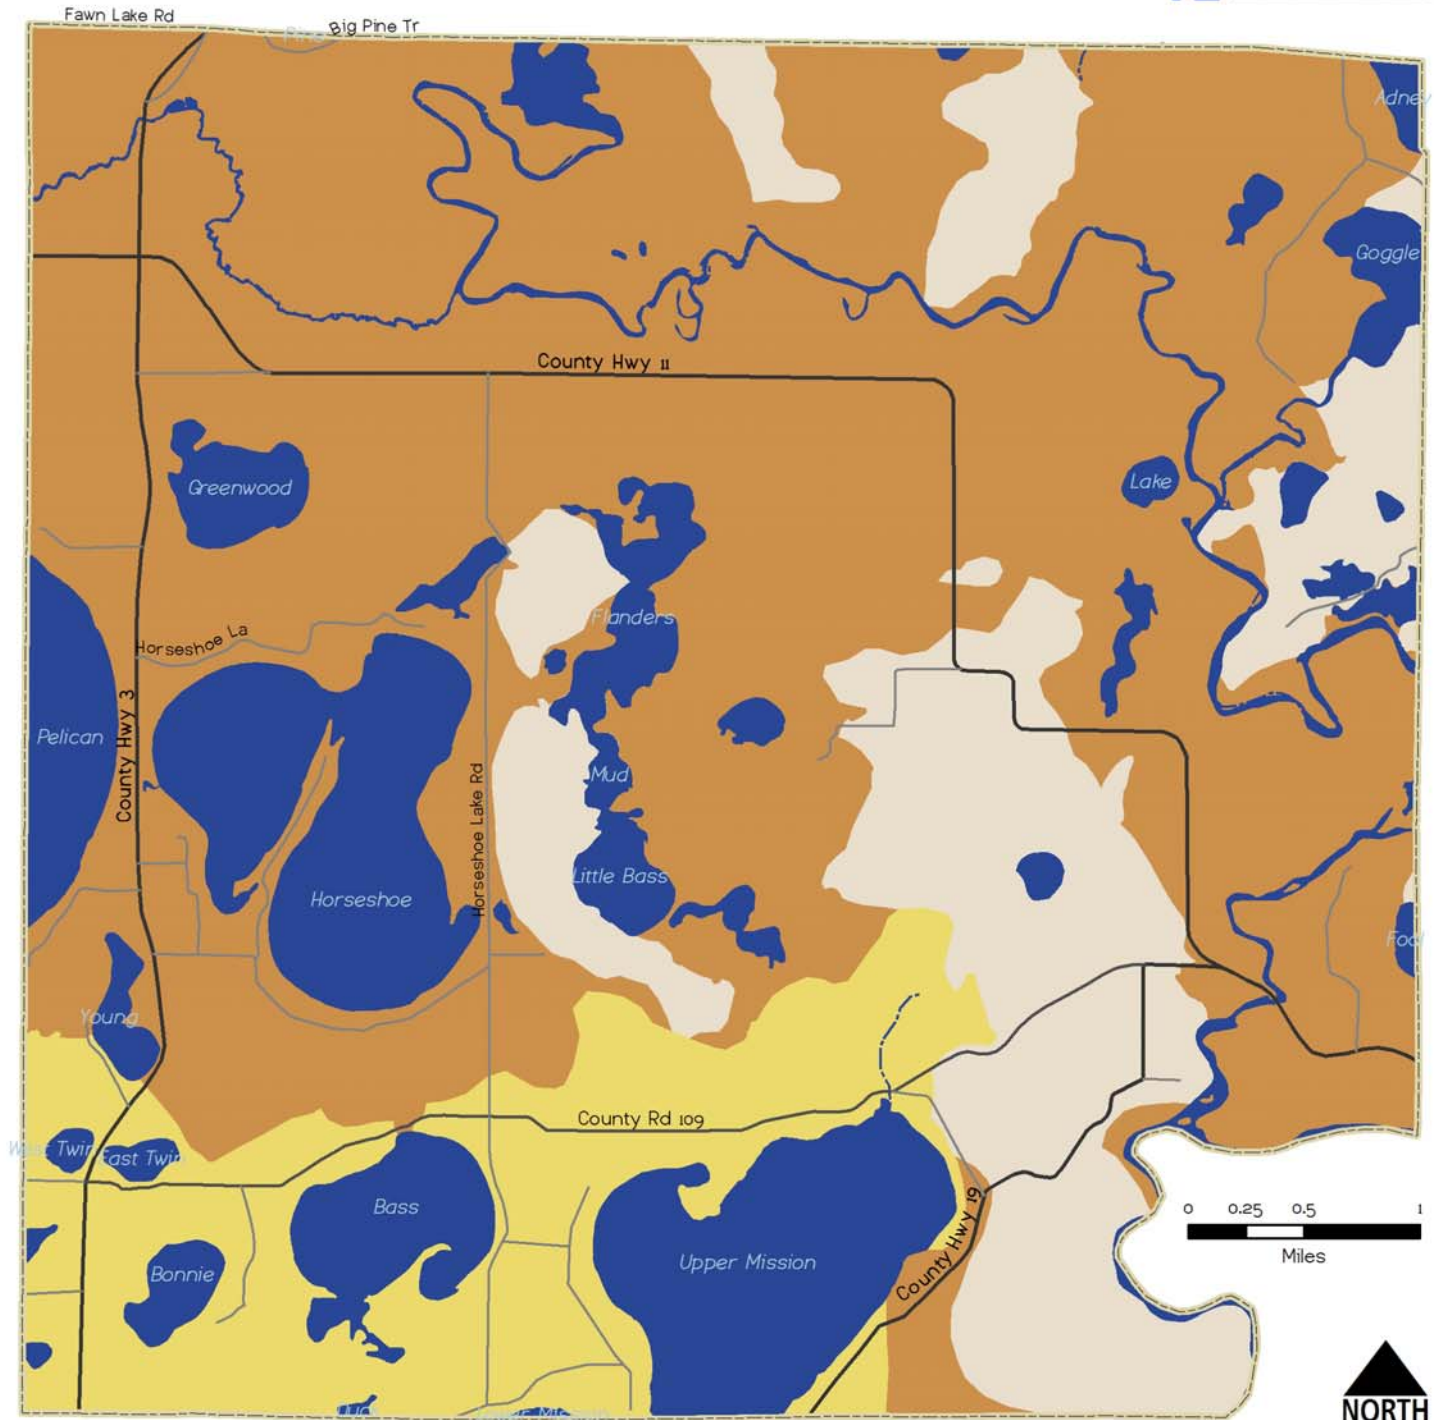 Fawn Lake Rd
Big Pine Tr
Adney
Goggle
County Hwy 11
Greenwood
Lake
Horseshoe La
Flanders
County Hwy 3
Pelican
Mud
Horseshoe Lake Rd
Little Bass
Horseshoe
Young
County Rd 109
West Twin
East Twin
Bass
Bonnie
Upper Mission
County Hwy 19
0 0.25 0.5 1
Miles
NORTH